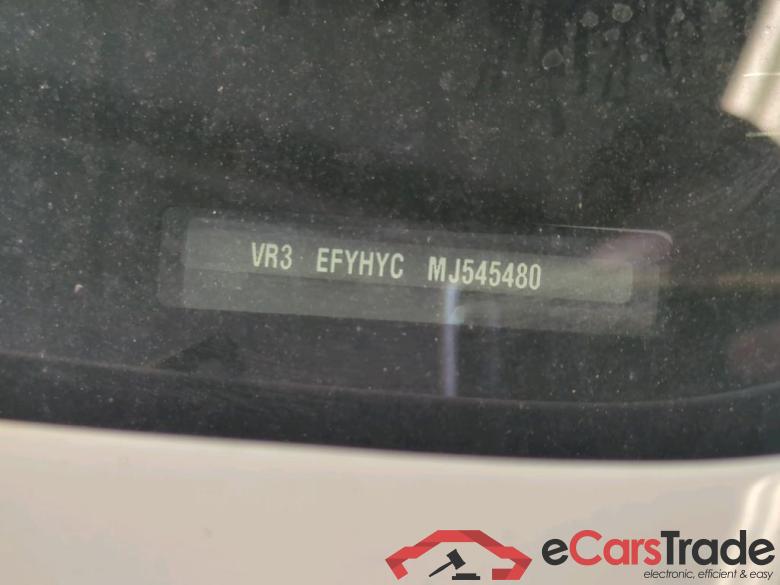 VR3 EFYHYC MJ545480
eCarsTrade
electronic, efficient & easy